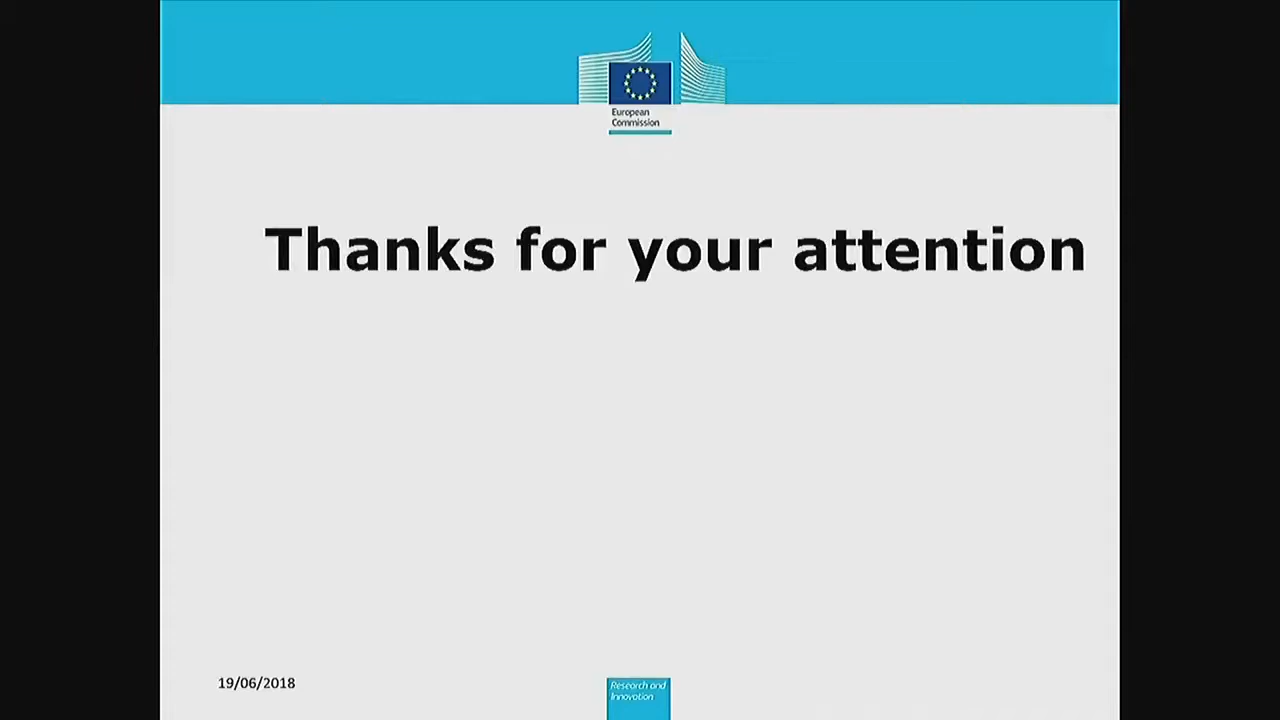 European
Commission
Thanks for your attention
19/06/2018
Research and
Innovation